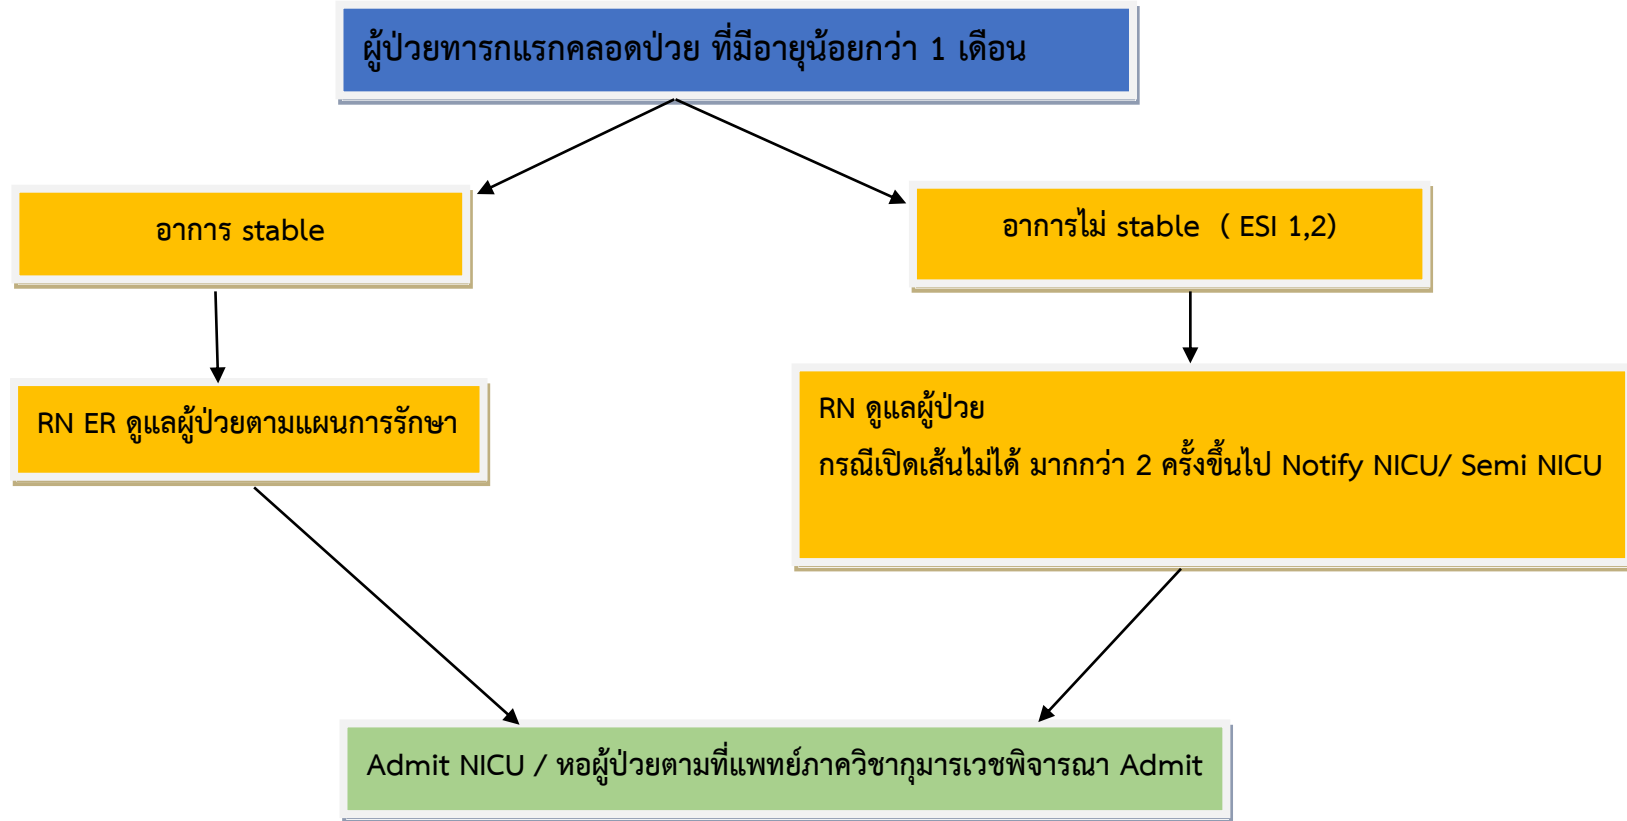 ผู้ป่วยทารกแรกคลอดป่วย ที่มีอายุน้อยกว่า 1 เดือน
อาการ stable
อาการไม่ stable ( ESI 1,2)
RN ER ดูแลผู้ป่วยตามแผนการรักษา
RN ดูแลผู้ป่วย
กรณีเปิดเส้นไม่ได้ มากกว่า 2 ครั้งขึ้นไป Notify NICU/ Semi NICU
Admit NICU / หอผู้ป่วยตามที่แพทย์ภาควิชากุมารเวชพิจารณา Admit